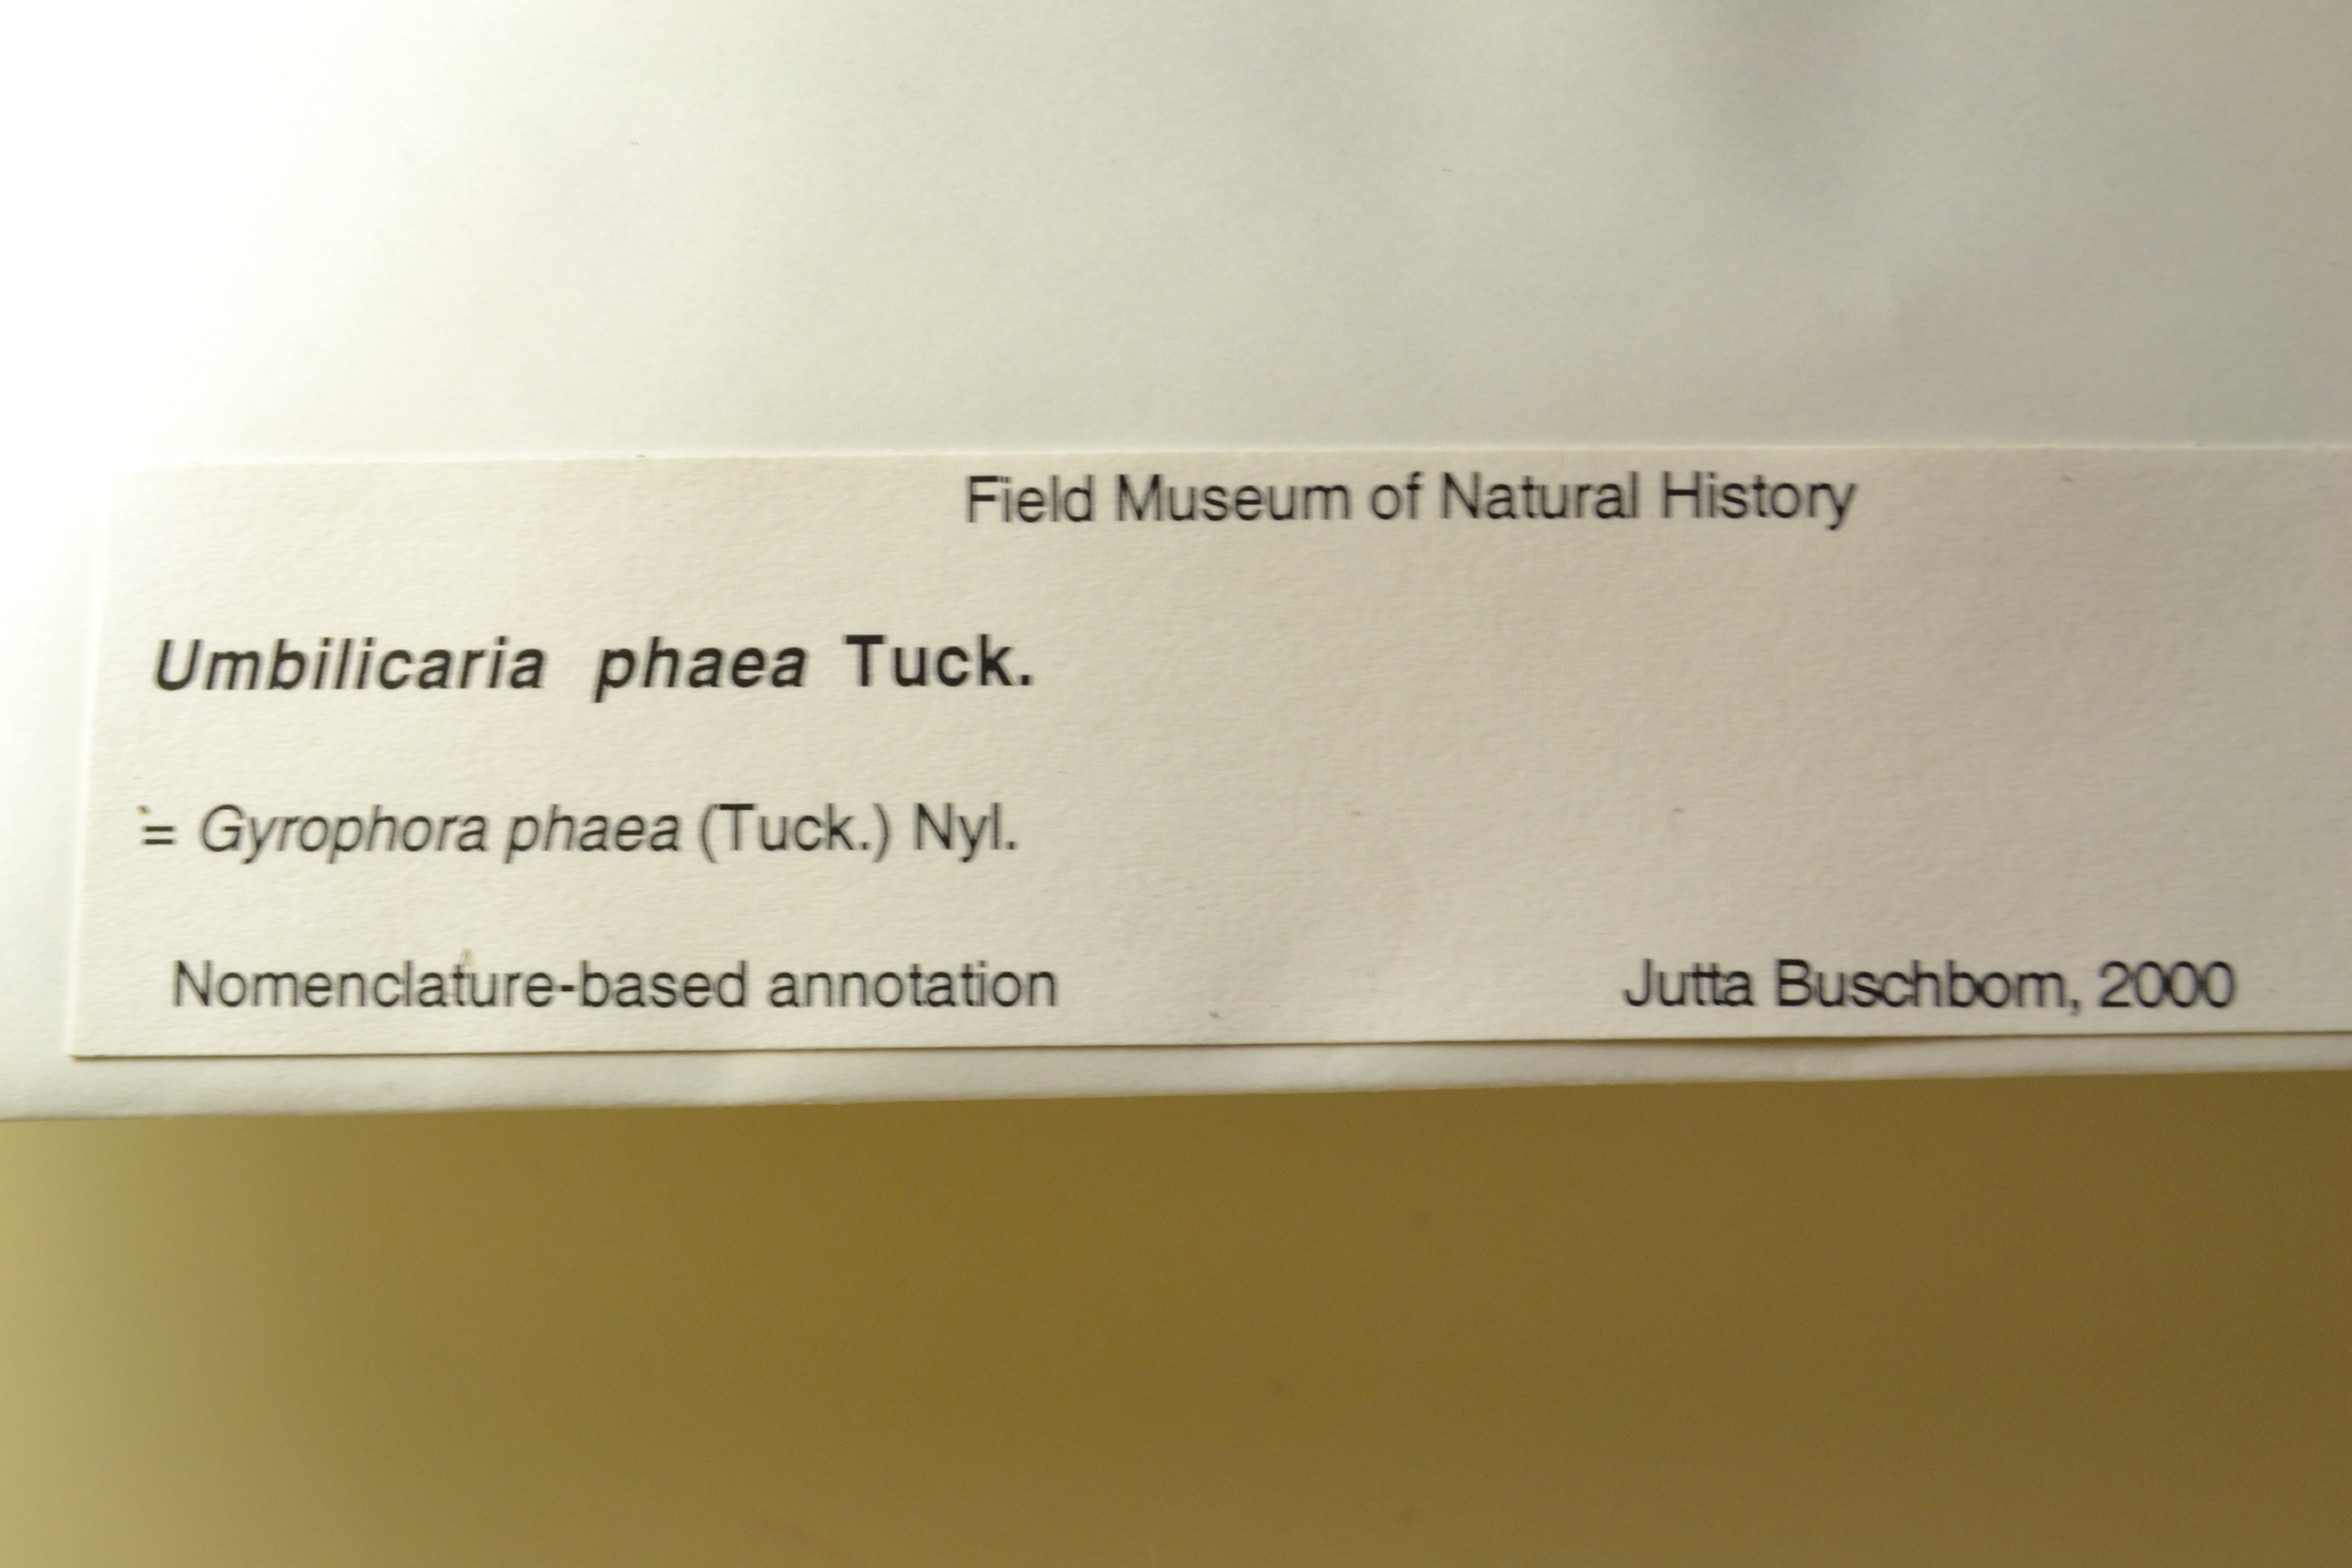 Field Museum of Natural History
Umbilicaria phaea Tuck.
= Gyrophora phaea (Tuck.) Nyl.
Nomenclature-based annotation
Jutta Buschbom, 2000